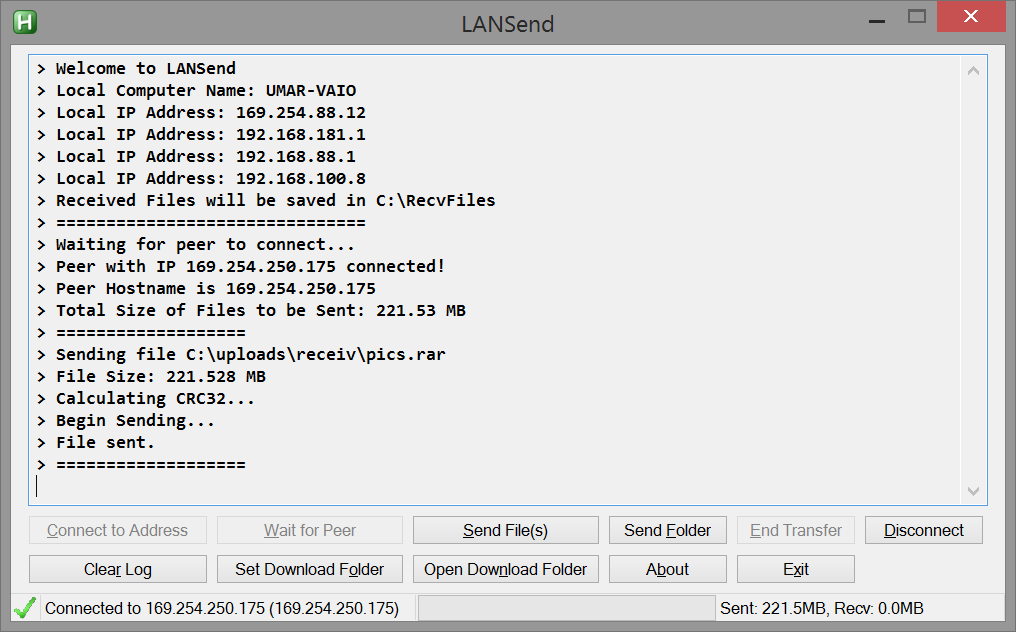 LANSend
> Welcome to LANSend
> Local Computer Name: UMAR-VAIO
> Local IP Address: 169.254.88.12
> Local IP Address: 192.168.181.1
> Local IP Address: 192.168.88.1
> Local IP Address: 192.168.100.8
> Received Files will be saved in C:\RecvFiles
> ===============================
> Waiting for peer to connect...
> Peer with IP 169.254.250.175 connected!
> Peer Hostname is 169.254.250.175
> Total Size of Files to be Sent: 221.53 MB
> ===================
> Sending file C:\uploads\receiv\pics.rar
> File Size: 221.528 MB
> Calculating CRC32...
> Begin Sending...
> File sent.
> ===================
Connect to Address Wait for Peer Send File(s) Send Folder End Transfer Disconnect
Clear Log Set Download Folder Open Download Folder About Exit
Connected to 169.254.250.175 (169.254.250.175) Sent: 221.5MB, Recv: 0.0MB